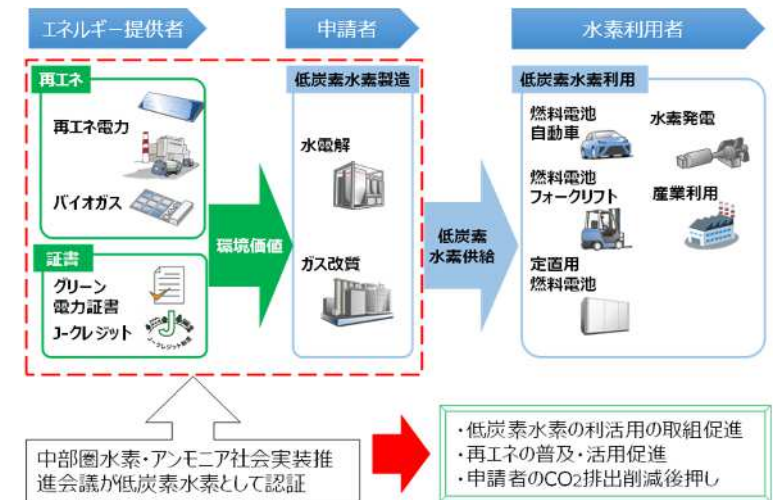 エネルギー提供者
申請者
水素利用者
再エネ
再エネ電力
バイオガス
証書
グリーン
電力証書
J-クレジット
J
J-クレジット制度
環境価値
低炭素水素製造
水電解
ガス改質
低炭素
水素供給
低炭素水素利用
燃料電池
自動車
水素発電
燃料電池
フォークリフト
産業利用
定置用
燃料電池
中部圏水素・アンモニア社会実装推
進会議が低炭素水素として認証
・低炭素水素の利活用の取組促進
・再エネの普及・活用促進
・申請者のCO2排出削減後押し